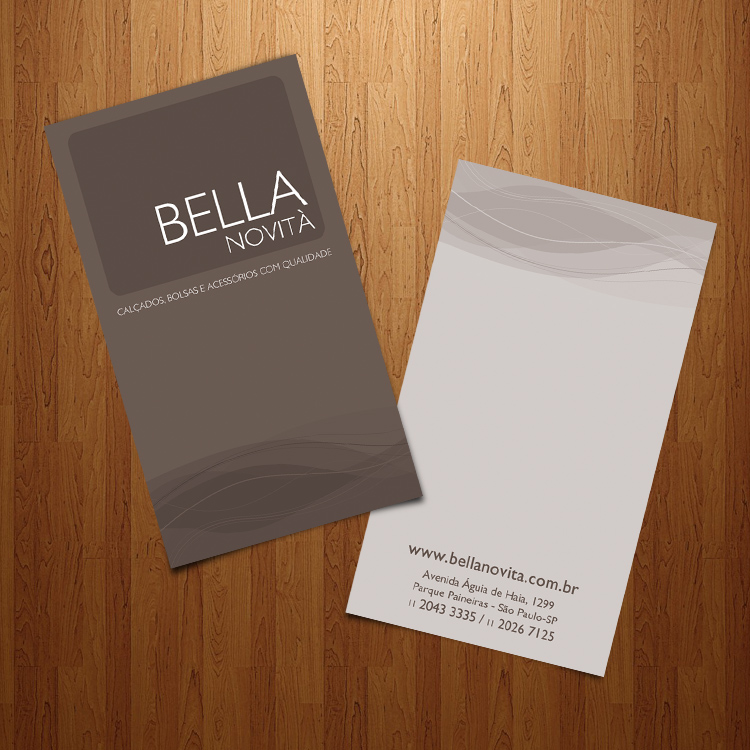 BELLA
NOVITÀ
CALÇADOS, BOLSAS E ACESSÓRIOS COM QUALIDADE
www.bellanovita.com.br
Avenida Águia de Haia, 1299
Parque Paineiras - São Paulo-SP
11 2043 3335 / 11 2026 7125